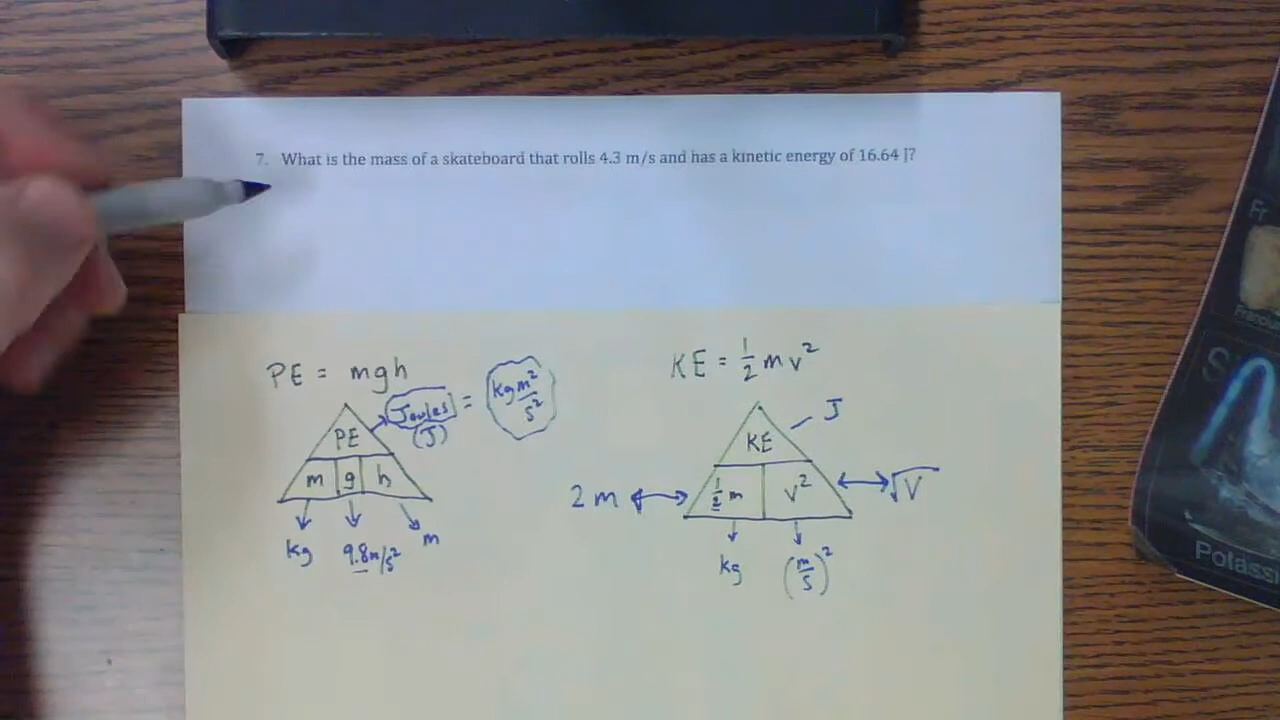 7. What is the mass of a skateboard that rolls 4.3 m/s and has a kinetic energy of 16.64 J?
PE = mgh
Joules = kg m²/s²
(J)
PE
m g h
kg 9.8m/s² m
KE = 1/2 m v²
J
KE
2m 1/2 m v² √V
kg (m/s)²
Fr
S
Potassi